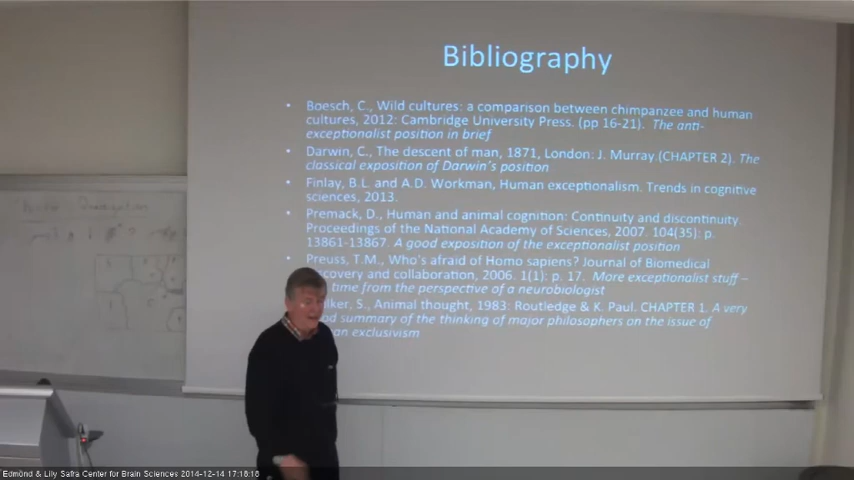 Bibliography
• Boesch, C., Wild cultures: a comparison between chimpanzee and human
cultures, 2012: Cambridge University Press. (pp 16-21). The anti-
exceptionalist position in brief
• Darwin, C., The descent of man, 1871, London: J. Murray.(CHAPTER 2). The
classical exposition of Darwin's position
• Finlay, B.L. and A.D. Workman, Human exceptionalism. Trends in cognitive
sciences, 2013.
• Premack, D., Human and animal cognition: Continuity and discontinuity.
Proceedings of the National Academy of Sciences, 2007. 104(35): p.
13861-13867. A good exposition of the exceptionalist position
• Preuss, T.M., Who's afraid of Homo sapiens? Journal of Biomedical
and collaboration, 2006. 1(1): p. 17. More exceptionalist stuff –
time from the perspective of a neurobiologist
S., Animal thought, 1983: Routledge & K. Paul. CHAPTER 1. A very
summary of the thinking of major philosophers on the issue of
exclusivism
Edmond & Lily Safra Center for Brain Sciences 2014-12-14 17:18:18